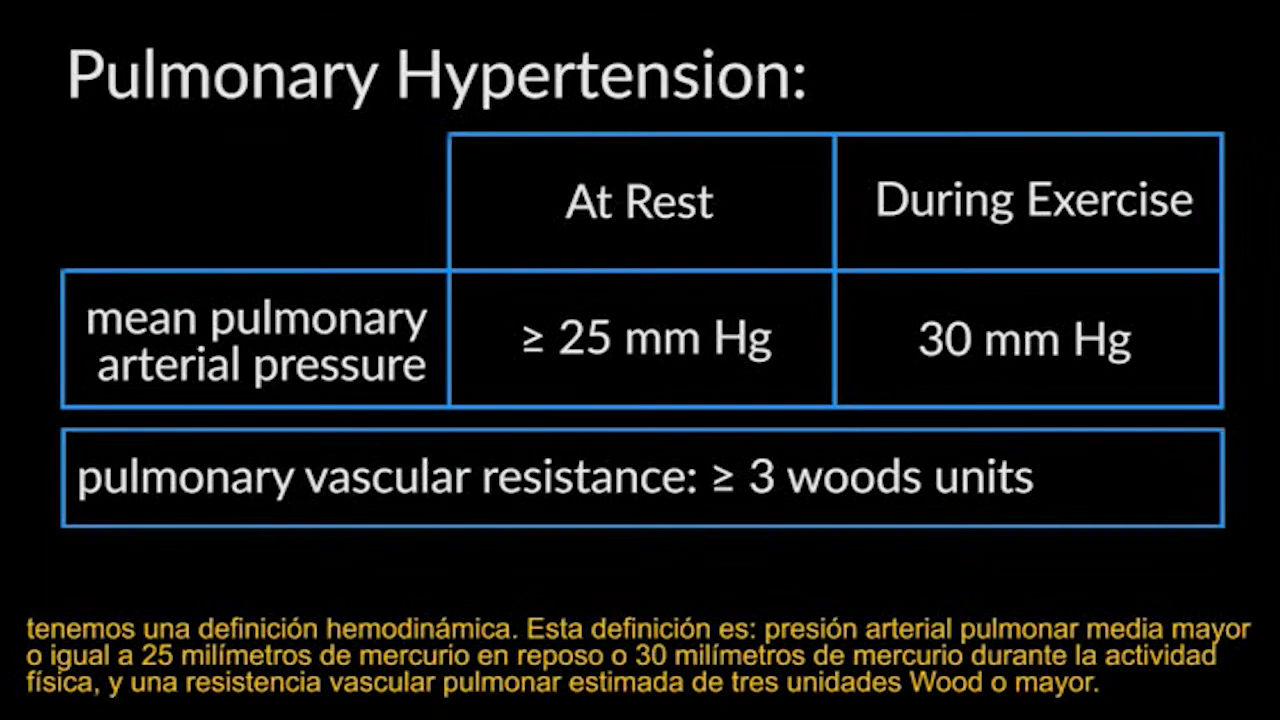 Pulmonary Hypertension:
At Rest
During Exercise
mean pulmonary
arterial pressure
≥ 25 mm Hg
30 mm Hg
pulmonary vascular resistance: ≥ 3 woods units
tenemos una definición hemodinámica. Esta definición es: presión arterial pulmonar media mayor
o igual a 25 milímetros de mercurio en reposo o 30 milímetros de mercurio durante la actividad
física, y una resistencia vascular pulmonar estimada de tres unidades Wood o mayor.